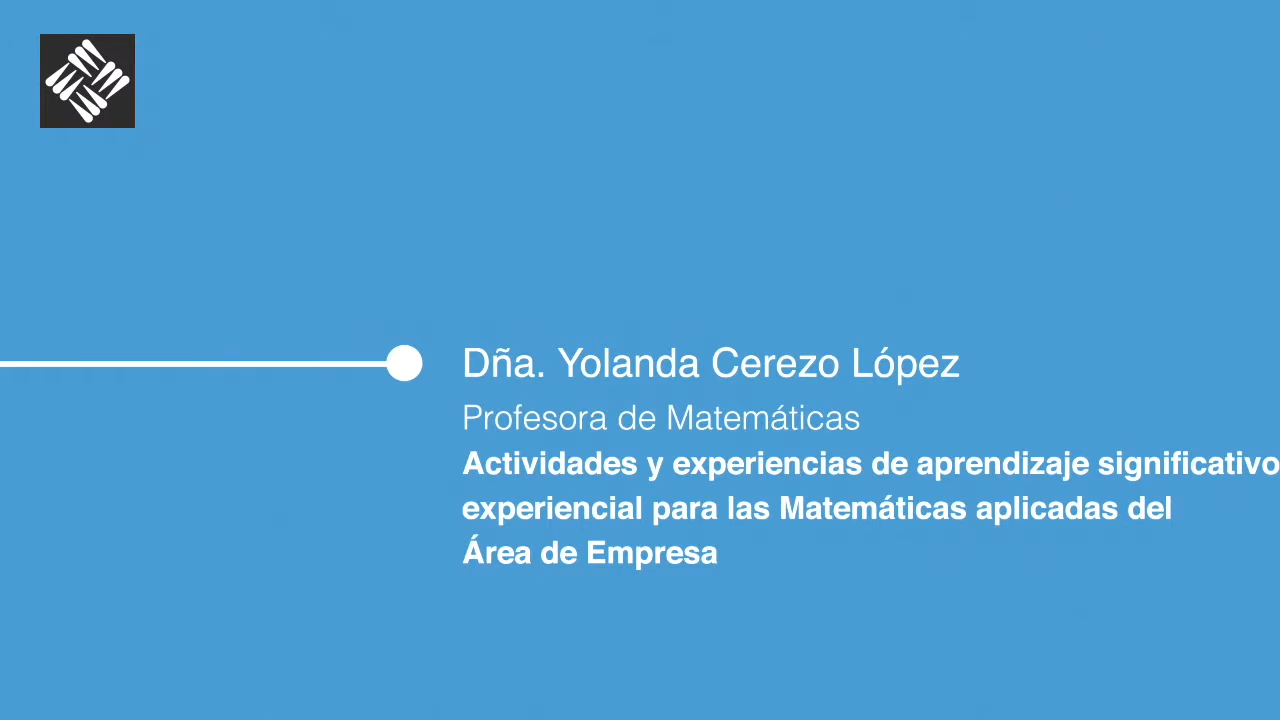 Dña. Yolanda Cerezo López
Profesora de Matemáticas
Actividades y experiencias de aprendizaje significativo
experiencial para las Matemáticas aplicadas del
Área de Empresa